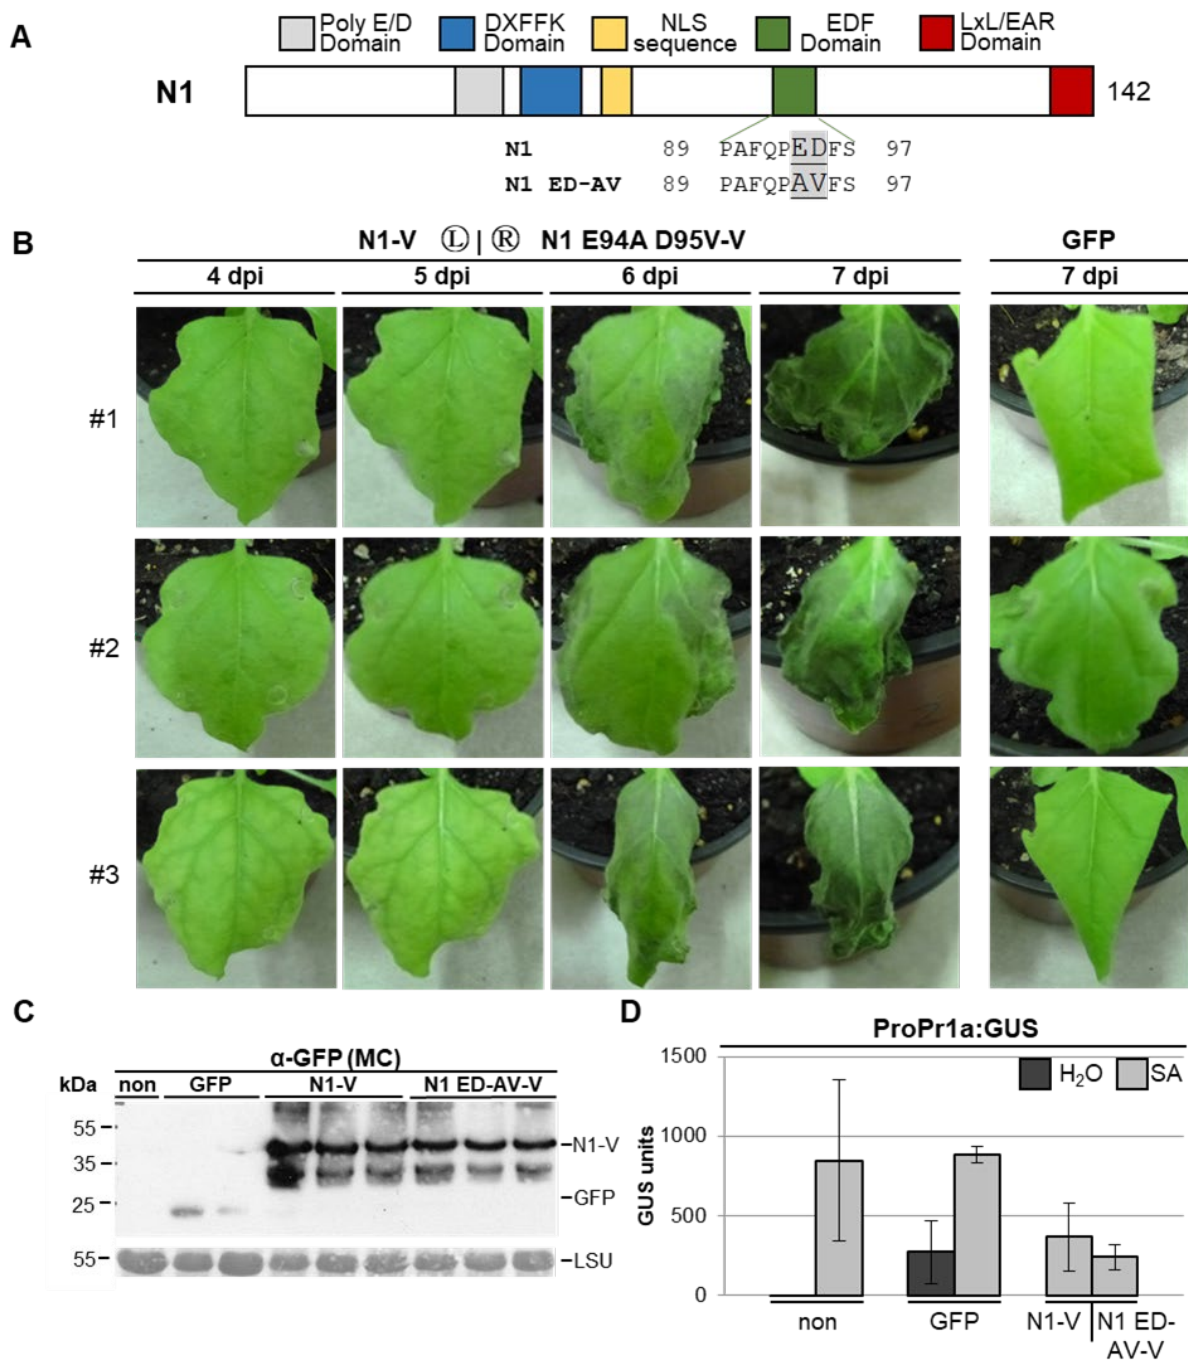 A
Poly E/D Domain
DXFFK Domain
NLS sequence
EDF Domain
LxL/EAR Domain
N1
142
N1 89 PAFQPEDFS 97
N1 ED-AV 89 PAFQPAVFS 97
B
N1-V Ⓛ | Ⓡ N1 E94A D95V-V
GFP
4 dpi 5 dpi 6 dpi 7 dpi 7 dpi
#1
#2
#3
C
α-GFP (MC)
kDa non GFP N1-V N1 ED-AV-V
55
35
25
N1-V
GFP
55
LSU
D
ProPr1a:GUS
H₂O SA
GUS units
1500
1000
500
0
non GFP N1-V N1 ED-AV-V